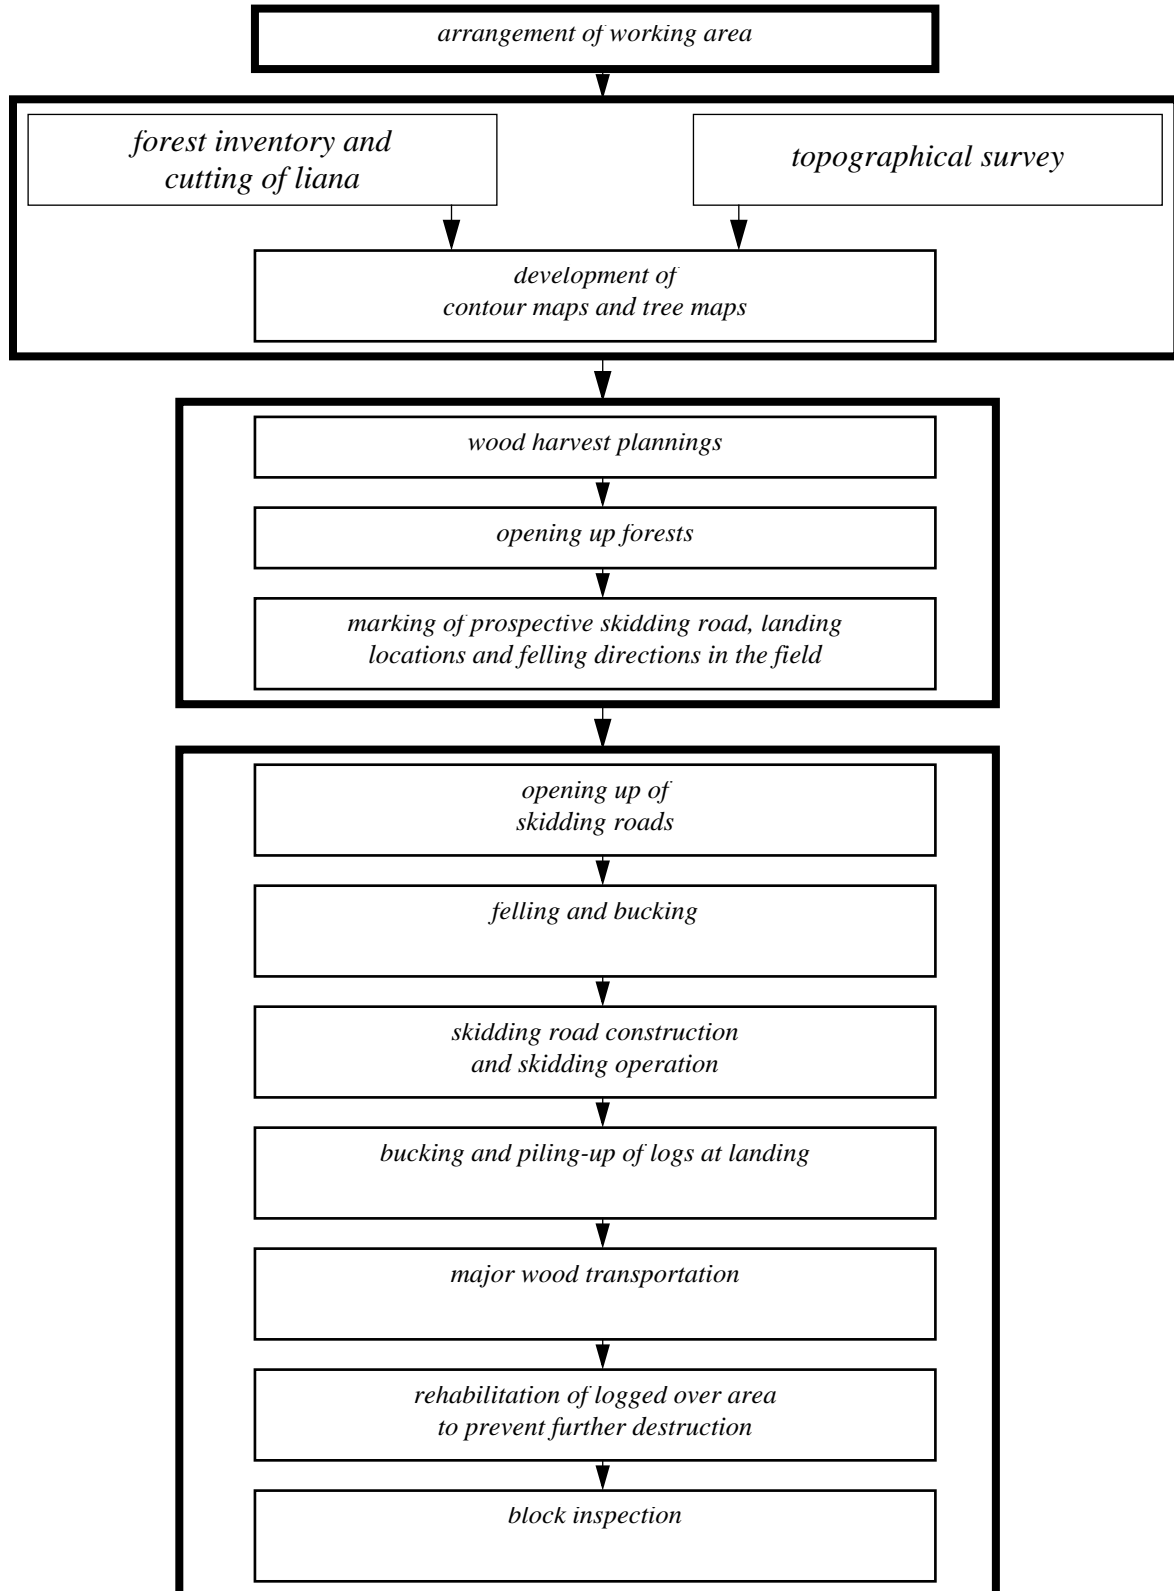 arrangement of working area
forest inventory and
cutting of liana
topographical survey
development of
contour maps and tree maps
wood harvest plannings
opening up forests
marking of prospective skidding road, landing
locations and felling directions in the field
opening up of
skidding roads
felling and bucking
skidding road construction
and skidding operation
bucking and piling-up of logs at landing
major wood transportation
rehabilitation of logged over area
to prevent further destruction
block inspection